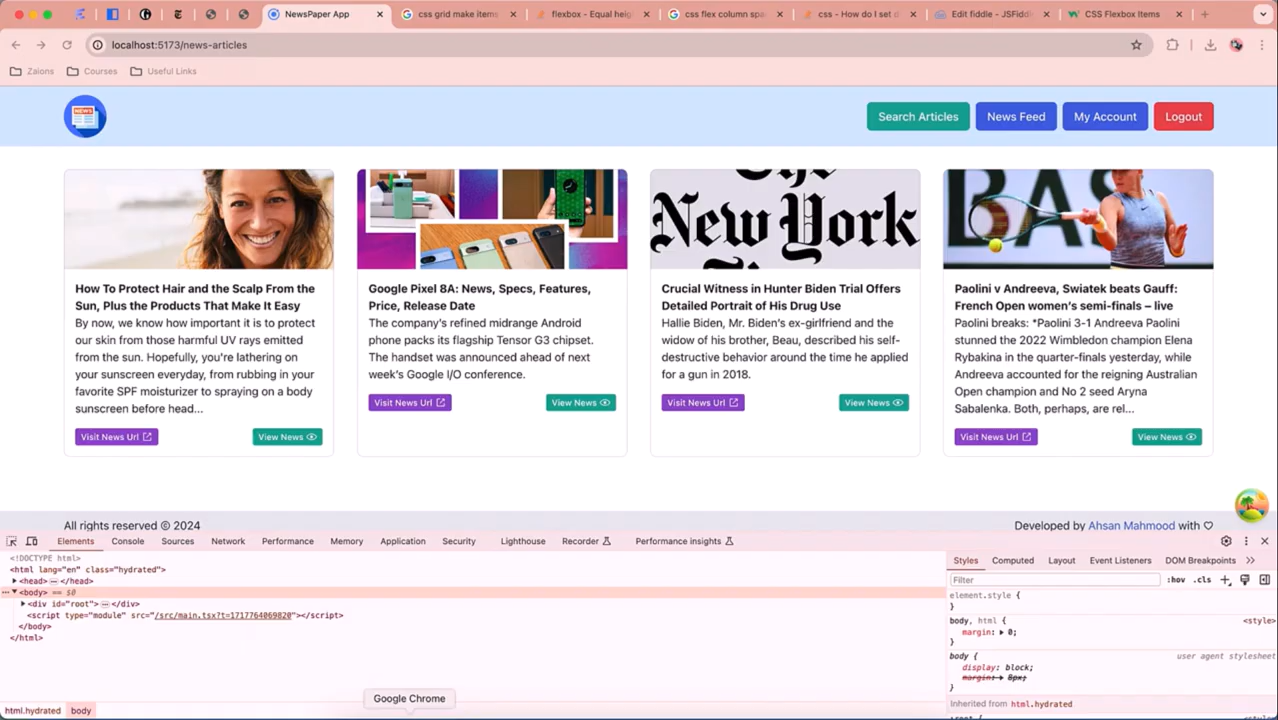 NewsPaper App
css grid make items
flexbox - Equal heig
css flex column spa
css - How do I set d
Edit fiddle - JSFiddl
CSS Flexbox Items
localhost:5173/news-articles
Zaions
Courses
Useful Links
NEWS
Search Articles
News Feed
My Account
Logout
The
New York
BAS
How To Protect Hair and the Scalp From the
Sun, Plus the Products That Make It Easy
By now, we know how important it is to protect
our skin from those harmful UV rays emitted
from the sun. Hopefully, you're lathering on
your sunscreen everyday, from rubbing in your
favorite SPF moisturizer to spraying on a body
sunscreen before head...
Visit News Url
View News
Google Pixel 8A: News, Specs, Features,
Price, Release Date
The company's refined midrange Android
phone packs its flagship Tensor G3 chipset.
The handset was announced ahead of next
week's Google I/O conference.
Visit News Url
View News
Crucial Witness in Hunter Biden Trial Offers
Detailed Portrait of His Drug Use
Hallie Biden, Mr. Biden's ex-girlfriend and the
widow of his brother, Beau, described his self-
destructive behavior around the time he applied
for a gun in 2018.
Visit News Url
View News
Paolini v Andreeva, Swiatek beats Gauff:
French Open women's semi-finals – live
Paolini breaks: *Paolini 3-1 Andreeva Paolini
stunned the 2022 Wimbledon champion Elena
Rybakina in the quarter-finals yesterday, while
Andreeva accounted for the reigning Australian
Open champion and No 2 seed Aryna
Sabalenka. Both, perhaps, are rel...
Visit News Url
View News
All rights reserved © 2024
Developed by Ahsan Mahmood with ♡
Elements
Console
Sources
Network
Performance
Memory
Application
Security
Lighthouse
Recorder
Performance insights
<!DOCTYPE html>
<html lang="en" class="hydrated">
<head> … </head>
<body> == $0
<div id="root"> … </div>
<script type="module" src="/src/main.tsx?t=1717764069820"></script>
</body>
</html>
Google Chrome
html.hydrated body
Styles
Computed
Layout
Event Listeners
DOM Breakpoints
Filter
:hov .cls
element.style {
}
body, html { <style>
margin: 0;
}
body { user agent stylesheet
display: block;
margin: 8px;
}
Inherited from html.hydrated